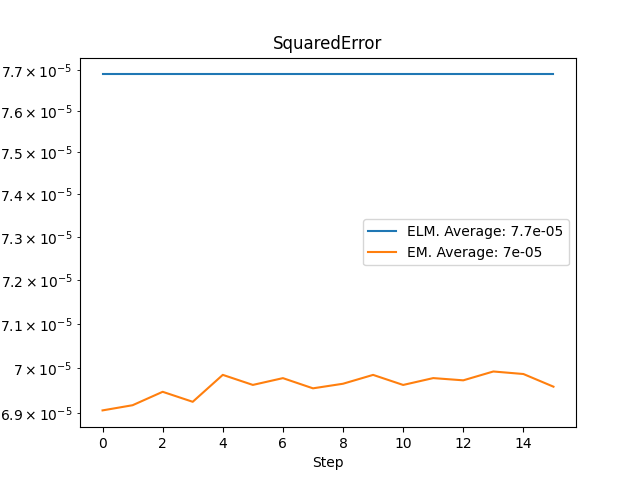 SquaredError
7.7 × 10⁻⁵
7.6 × 10⁻⁵
7.5 × 10⁻⁵
7.4 × 10⁻⁵
7.3 × 10⁻⁵
7.2 × 10⁻⁵
7.1 × 10⁻⁵
7 × 10⁻⁵
6.9 × 10⁻⁵
ELM. Average: 7.7e-05
EM. Average: 7e-05
0 2 4 6 8 10 12 14
Step